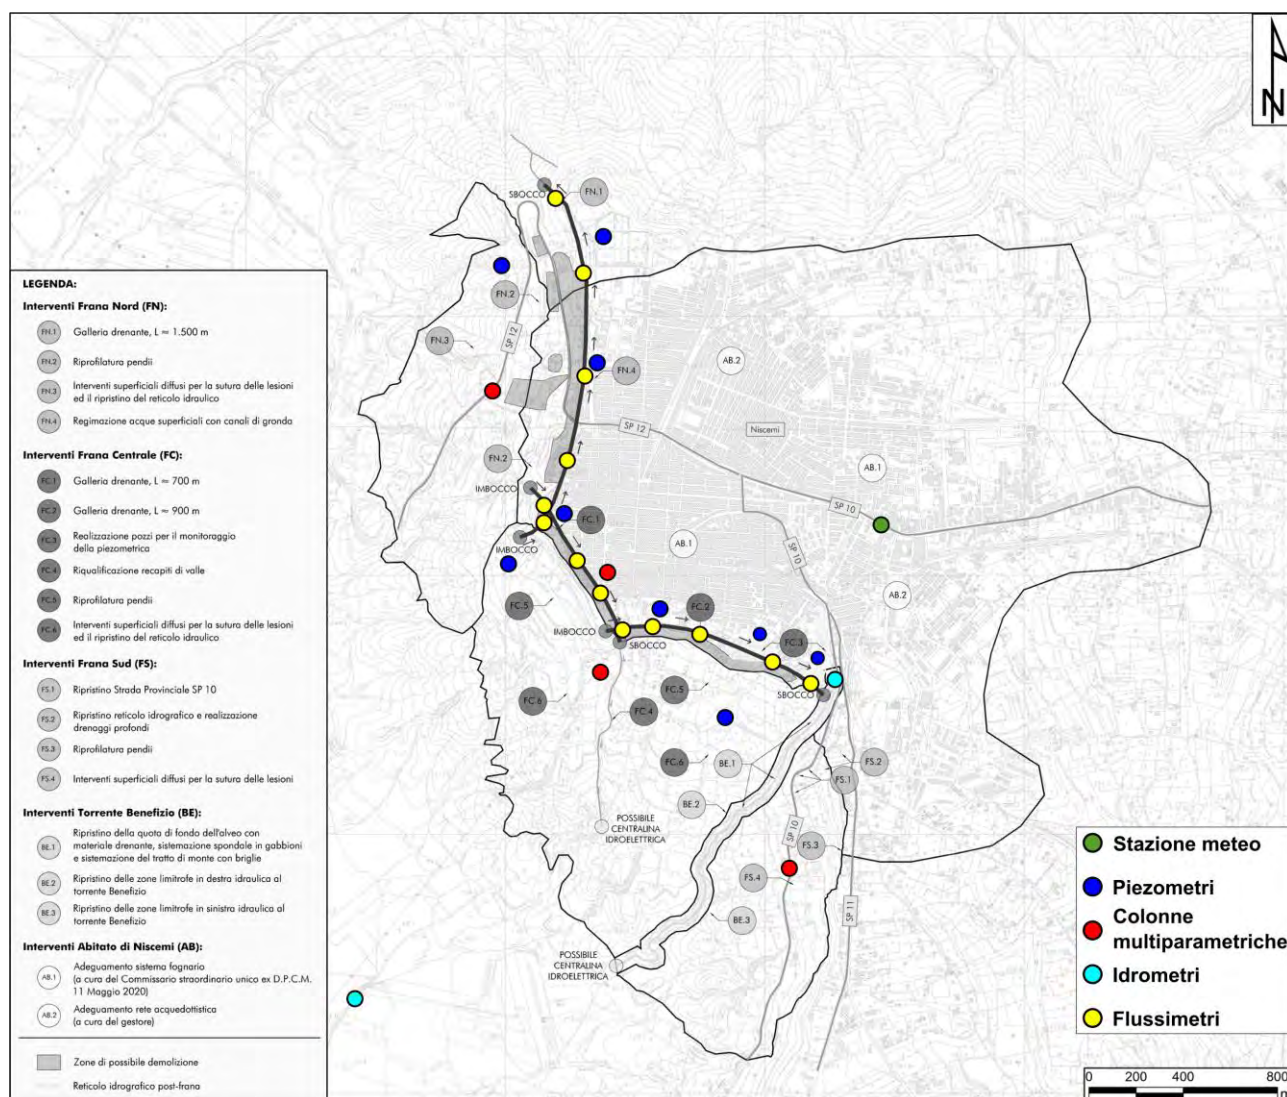 N
LEGENDA:
Interventi Frana Nord (FN):
FN.1 Galleria drenante, L ≈ 1.500 m
FN.2 Riprofilatura pendii
FN.3 Interventi superficiali diffusi per la sutura delle lesioni
ed il ripristino del reticolo idraulico
FN.4 Regimazione acque superficiali con canali di gronda
Interventi Frana Centrale (FC):
FC.1 Galleria drenante, L ≈ 700 m
FC.2 Galleria drenante, L ≈ 900 m
FC.3 Realizzazione pozzi per il monitoraggio
della piezometrica
FC.4 Riqualificazione recapiti di valle
FC.5 Riprofilatura pendii
FC.6 Interventi superficiali diffusi per la sutura delle lesioni
ed il ripristino del reticolo idraulico
Interventi Frana Sud (FS):
FS.1 Ripristino Strada Provinciale SP 10
FS.2 Ripristino reticolo idrografico e realizzazione
drenaggi profondi
FS.3 Riprofilatura pendii
FS.4 Interventi superficiali diffusi per la sutura delle lesioni
Interventi Torrente Benefizio (BE):
BE.1 Ripristino della quota di fondo dell'alveo con
materiale drenante, sistemazione spondale in gabbioni
e sistemazione del tratto di monte con briglie
BE.2 Ripristino delle zone limitrofe in destra idraulica al
torrente Benefizio
BE.3 Ripristino delle zone limitrofe in sinistra idraulica al
torrente Benefizio
Interventi Abitato di Niscemi (AB):
AB.1 Adeguamento sistema fognario
(a cura del Commissario straordinario unico ex D.P.C.M.
11 Maggio 2020)
AB.2 Adeguamento rete acquedottistica
(a cura del gestore)
Zone di possibile demolizione
Reticolo idrografico post-frana
SBOCCO
FN.1
FN.2
FN.3
SP 12
FN.4
AB.2
SP 12
Niscemi
FN.2
AB.1
IMBOCCO
SP 10
FC.1
IMBOCCO
AB.1
SP 10
AB.2
FC.5
FC.2
IMBOCCO
SBOCCO
FC.3
FC.5
SBOCCO
FC.6
FC.4
FC.6
BE.1
FS.2
FS.1
BE.2
POSSIBILE
CENTRALINA
IDROELETTRICA
SP 10
FS.3
FS.4
BE.3
SP 11
POSSIBILE
CENTRALINA
IDROELETTRICA
Stazione meteo
Piezometri
Colonne
multiparametriche
Idrometri
Flussimetri
0 200 400 800